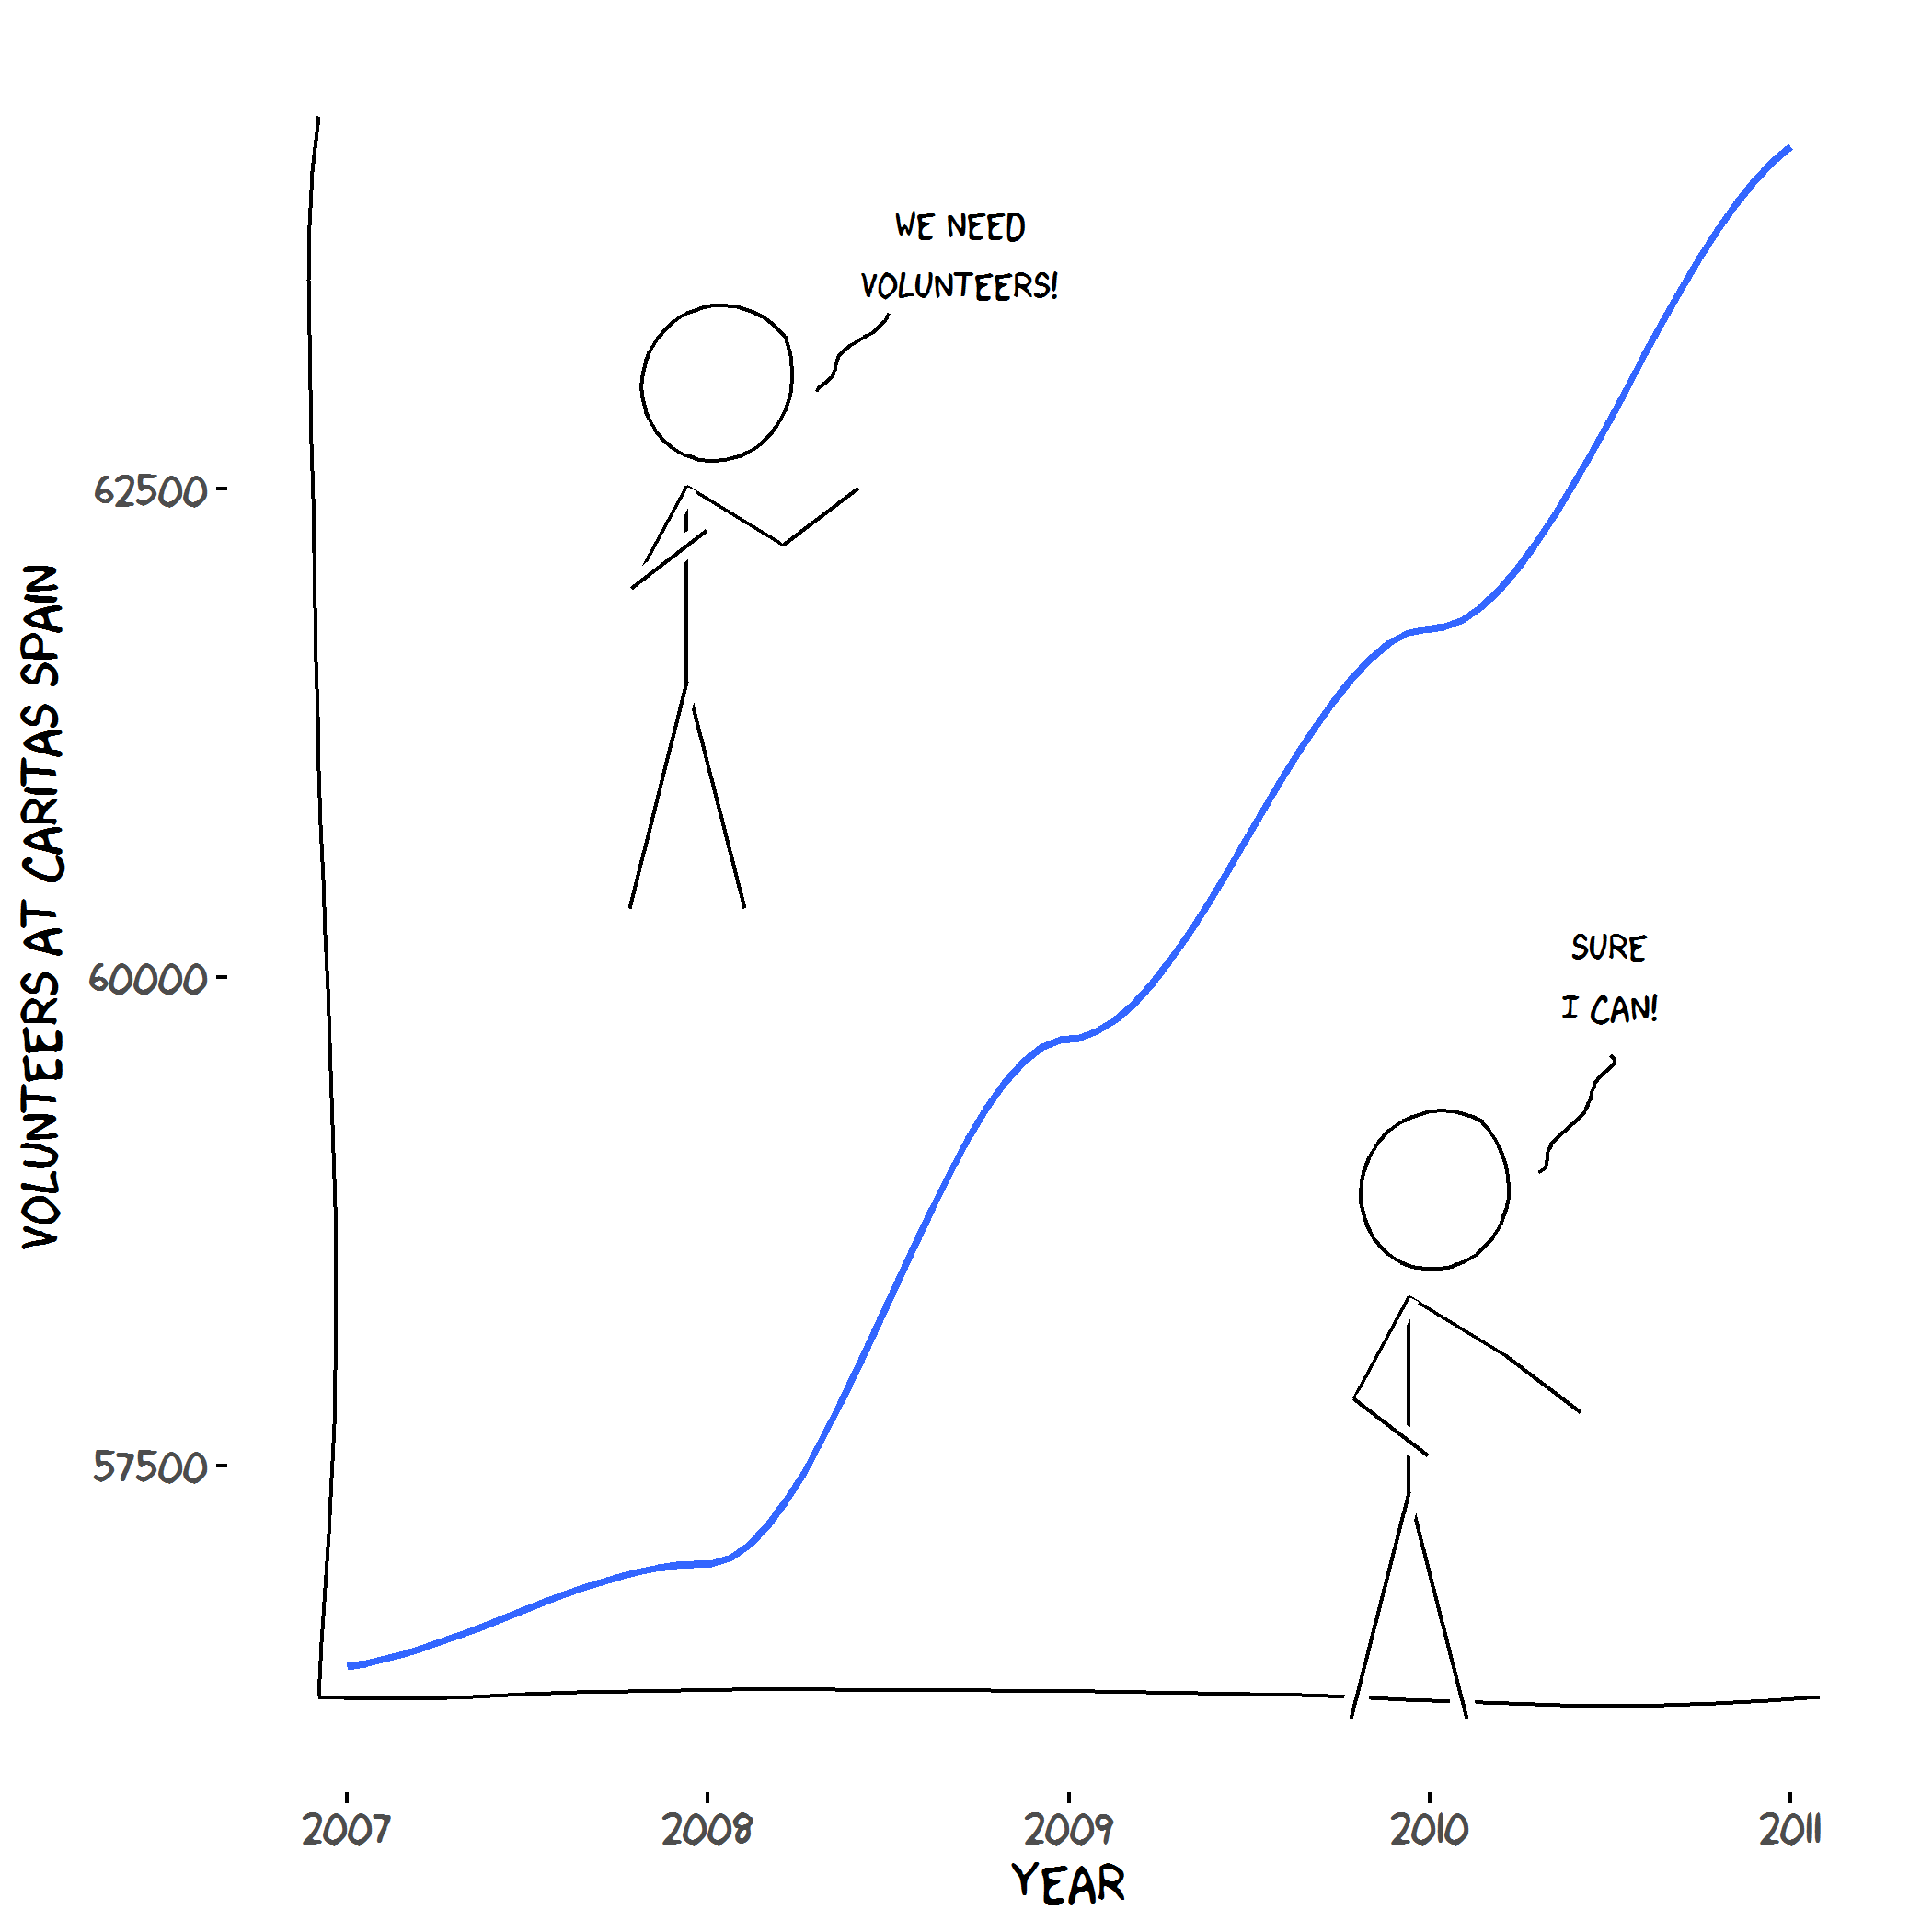 WE NEED
VOLUNTEERS!
62500
60000
57500
VOLUNTEERS AT CARITAS SPAIN
SURE
I CAN!
2007 2008 2009 2010 2011
YEAR